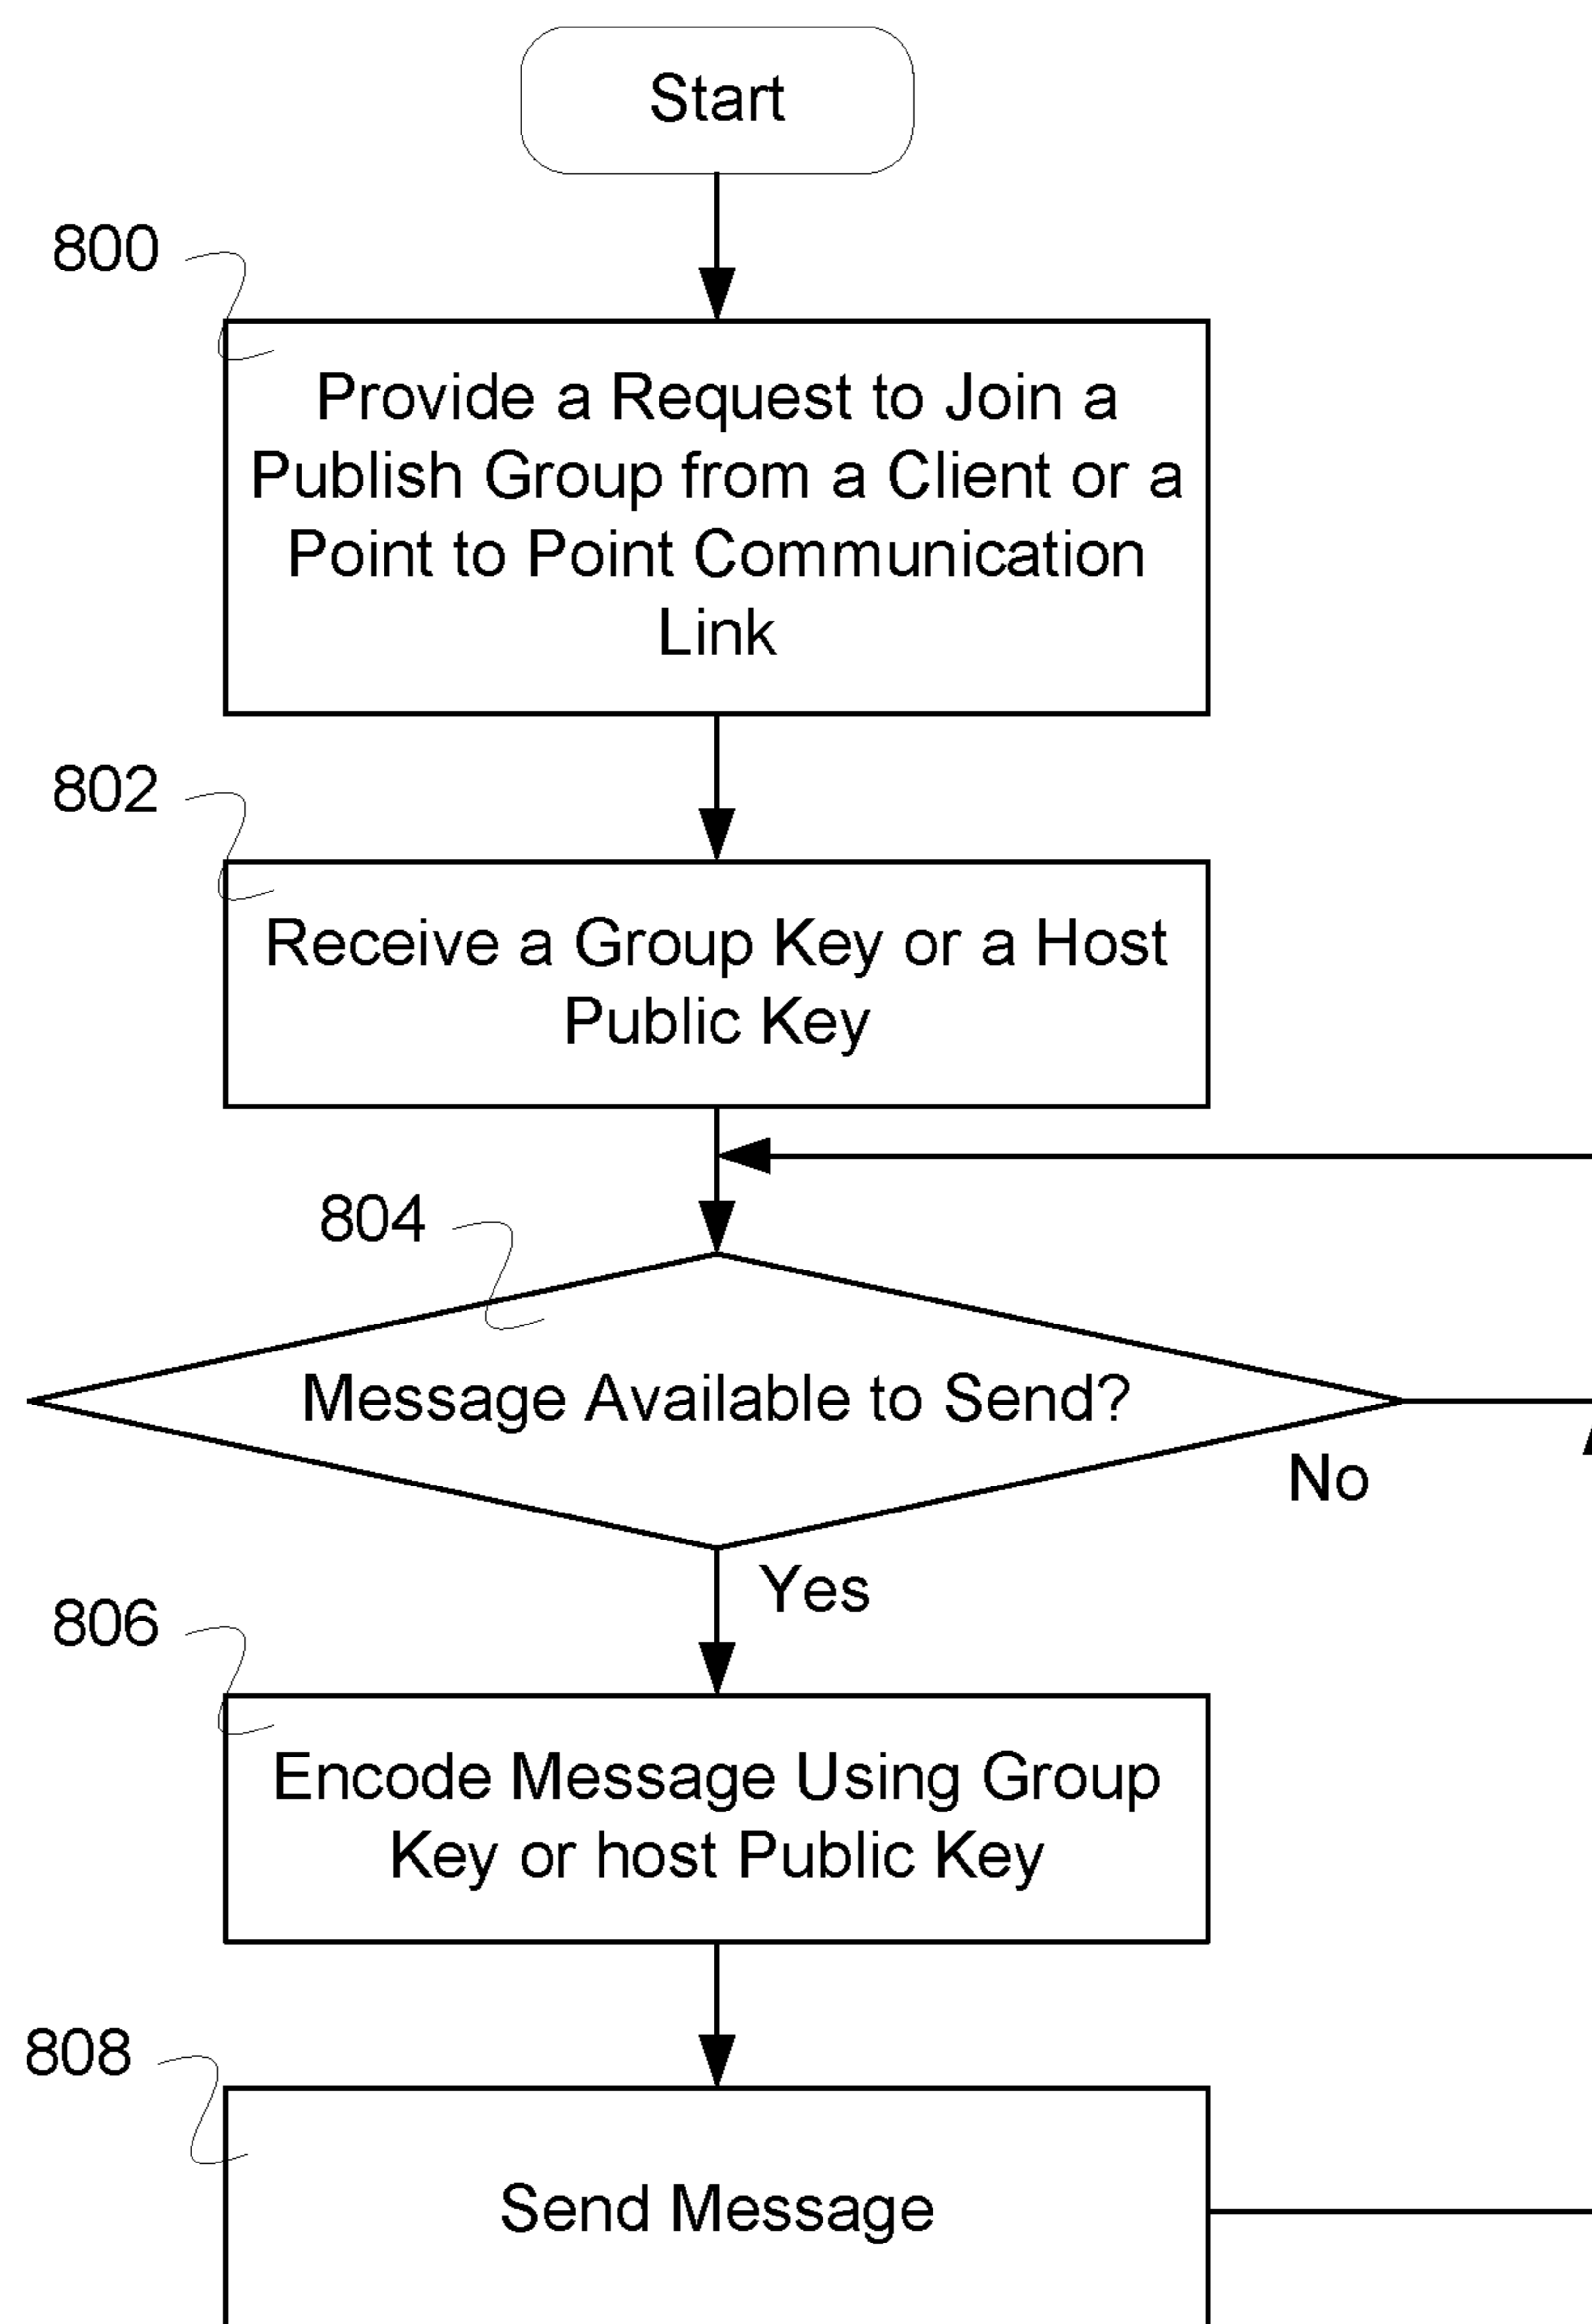 Start
800
Provide a Request to Join a
Publish Group from a Client or a
Point to Point Communication
Link
802
Receive a Group Key or a Host
Public Key
804
Message Available to Send?
No
Yes
806
Encode Message Using Group
Key or host Public Key
808
Send Message